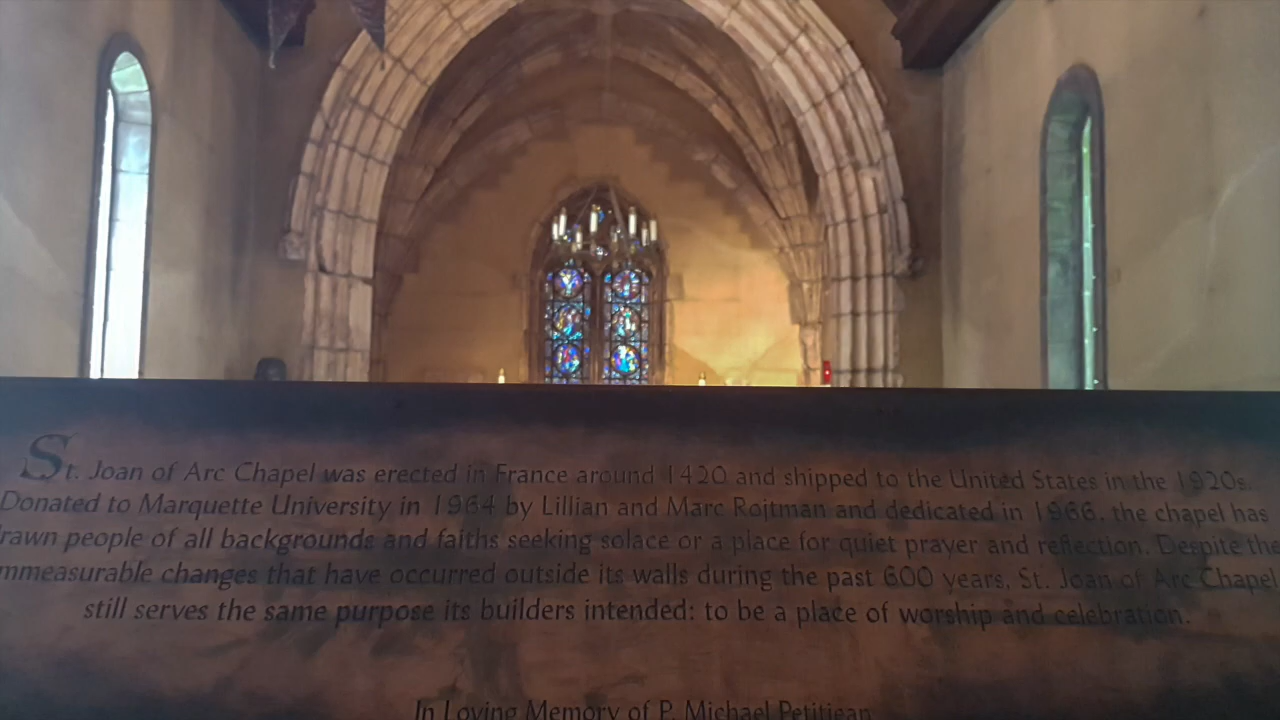 St. Joan of Arc Chapel was erected in France around 1420 and shipped to the United States in the 1920s.
Donated to Marquette University in 1964 by Lillian and Marc Rojtman and dedicated in 1966, the chapel has
rawn people of all backgrounds and faiths seeking solace or a place for quiet prayer and reflection. Despite the
mmeasurable changes that have occurred outside its walls during the past 600 years, St. Joan of Arc Chapel
still serves the same purpose its builders intended: to be a place of worship and celebration.
In Loving Memory of P. Michael Petitjean